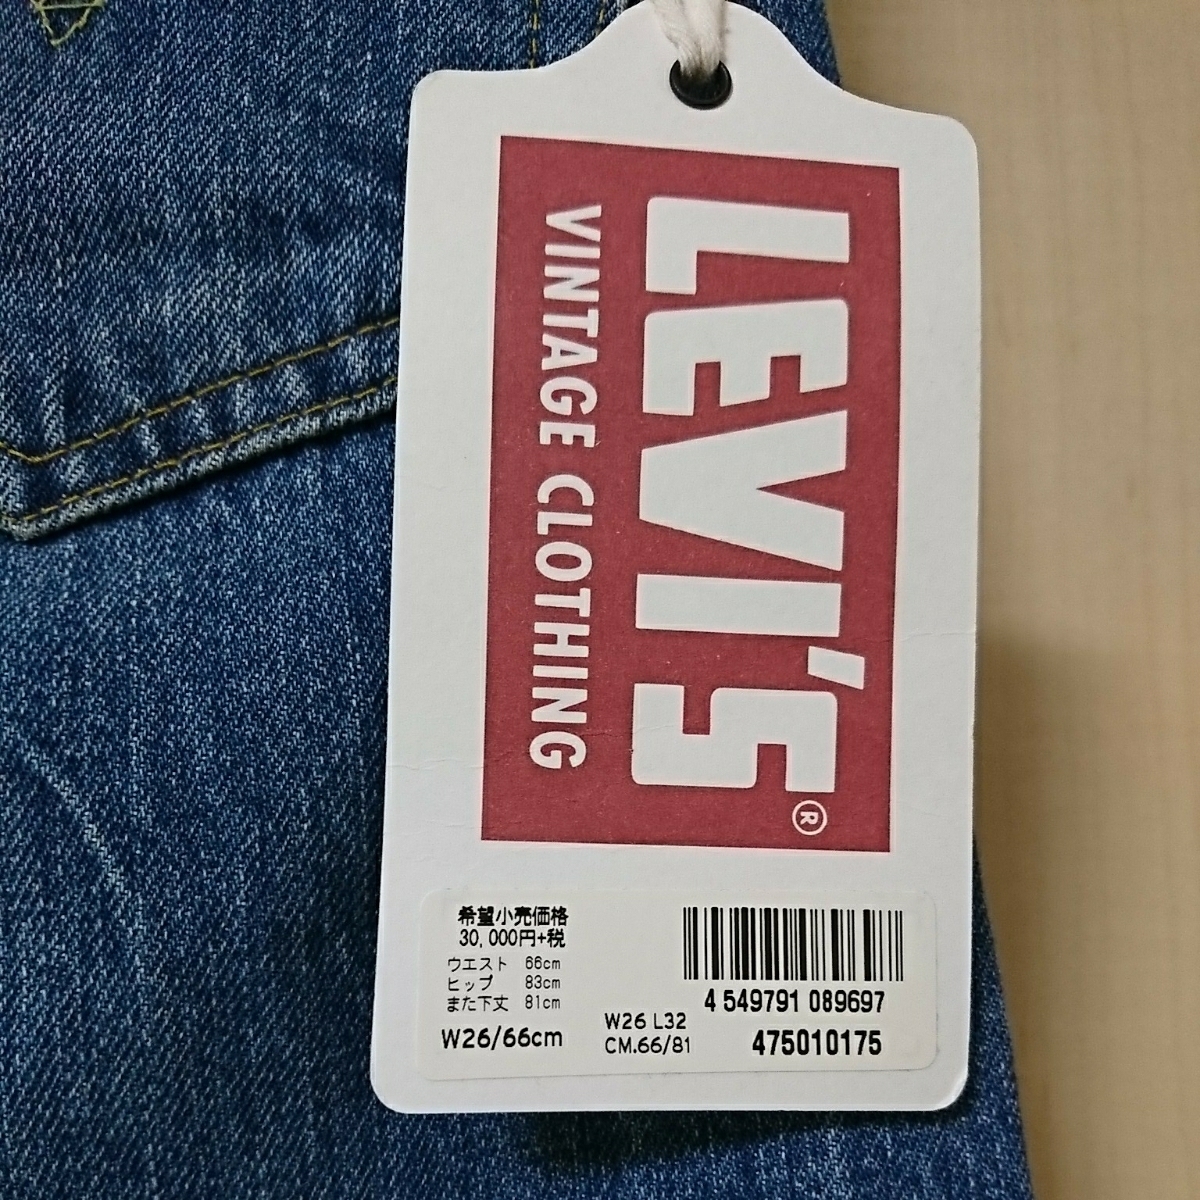 LEVI'S®
VINTAGE CLOTHING
希望小売価格
30,000円+税
ウエスト 66cm
ヒップ 83cm
また下丈 81cm
W26/66cm
W26 L32
CM.66/81
4 549791 089697
475010175